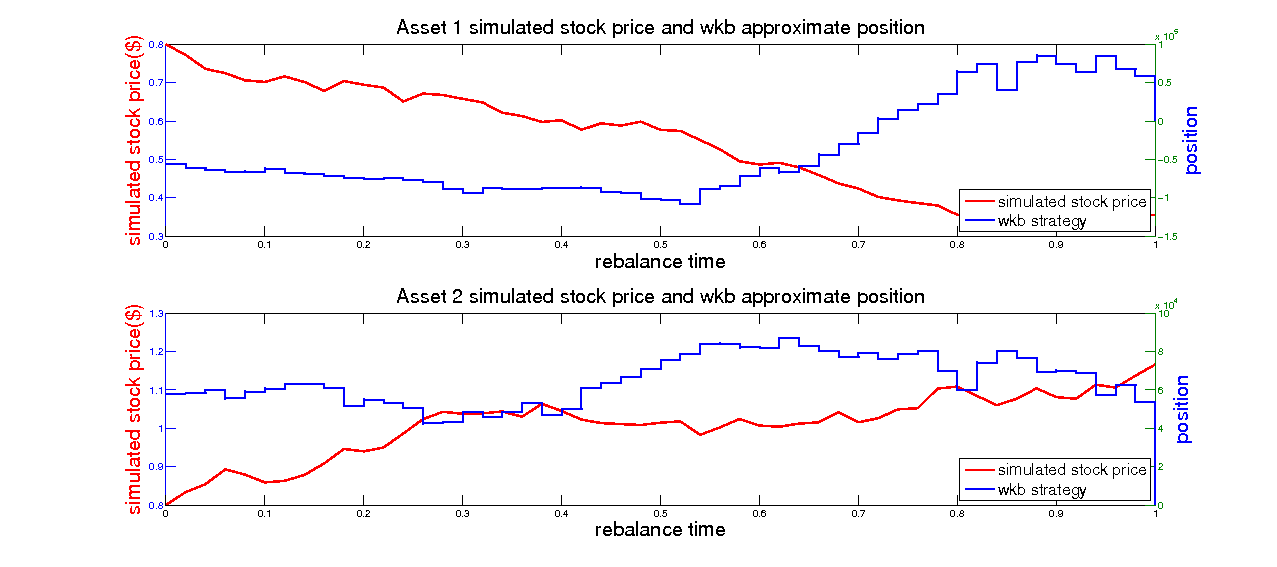 Asset 1 simulated stock price and wkb approximate position
x 10^5
simulated stock price($)
0.8
0.7
0.6
0.5
0.4
0.3
1
0.5
0
−0.5
−1
−1.5
position
simulated stock price
wkb strategy
0 0.1 0.2 0.3 0.4 0.5 0.6 0.7 0.8 0.9 1
rebalance time
Asset 2 simulated stock price and wkb approximate position
x 10^4
simulated stock price($)
1.3
1.2
1.1
1
0.9
0.8
10
8
6
4
2
0
position
simulated stock price
wkb strategy
0 0.1 0.2 0.3 0.4 0.5 0.6 0.7 0.8 0.9 1
rebalance time